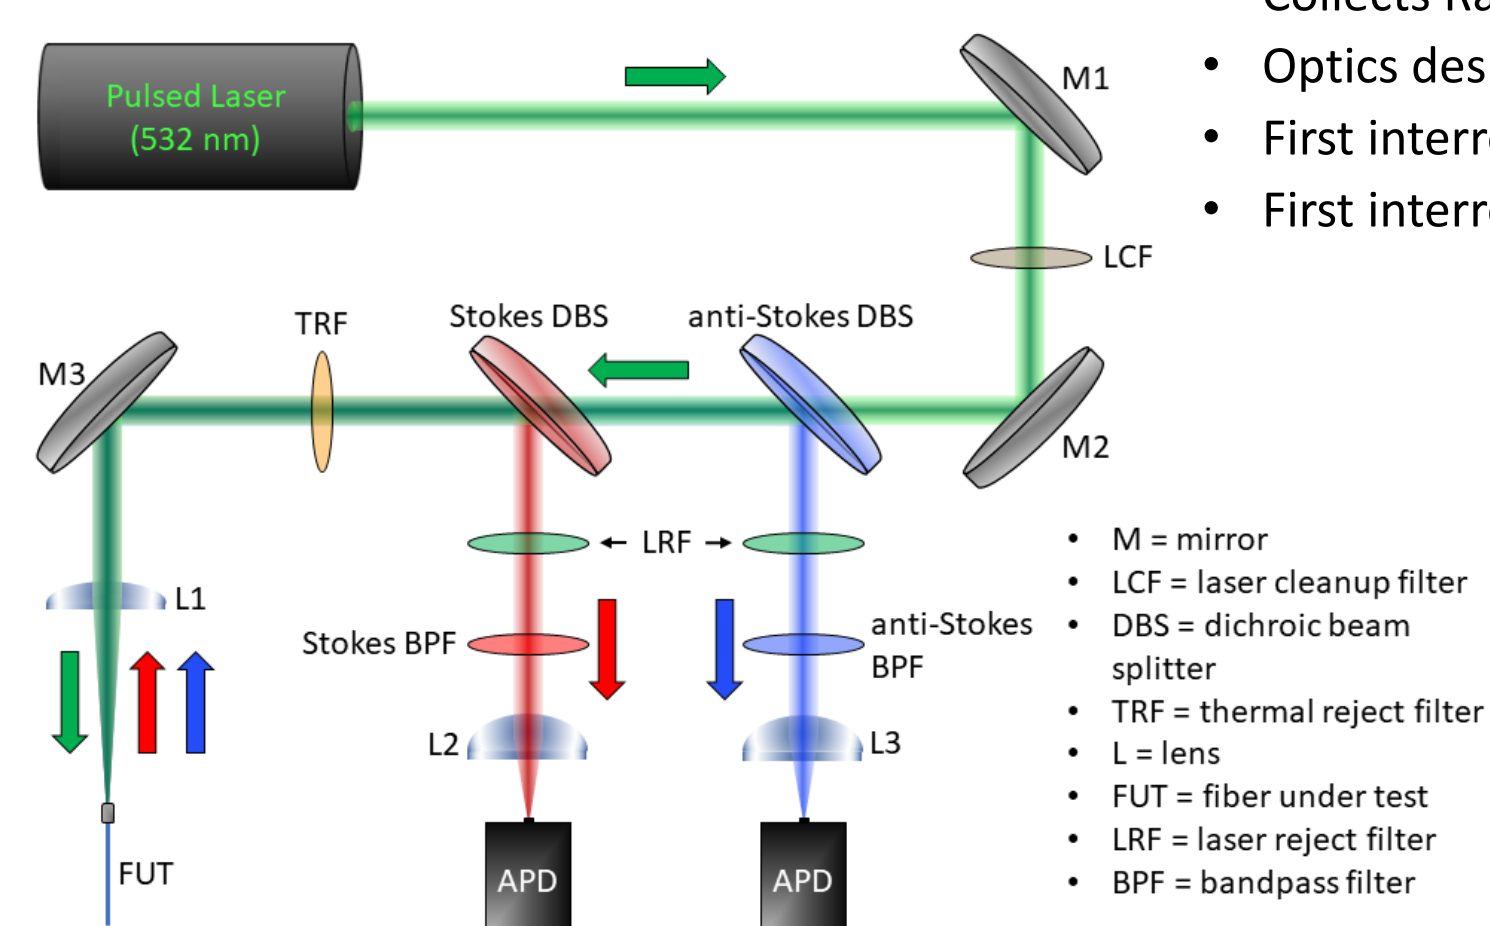 Collects Ra
• Optics des
• First interr
• First interr
Pulsed Laser
(532 nm)
M1
LCF
Stokes DBS
anti-Stokes DBS
TRF
M3
M2
LRF
L1
Stokes BPF
anti-Stokes
BPF
L2
L3
FUT
APD
APD
• M = mirror
• LCF = laser cleanup filter
• DBS = dichroic beam
splitter
• TRF = thermal reject filter
• L = lens
• FUT = fiber under test
• LRF = laser reject filter
• BPF = bandpass filter